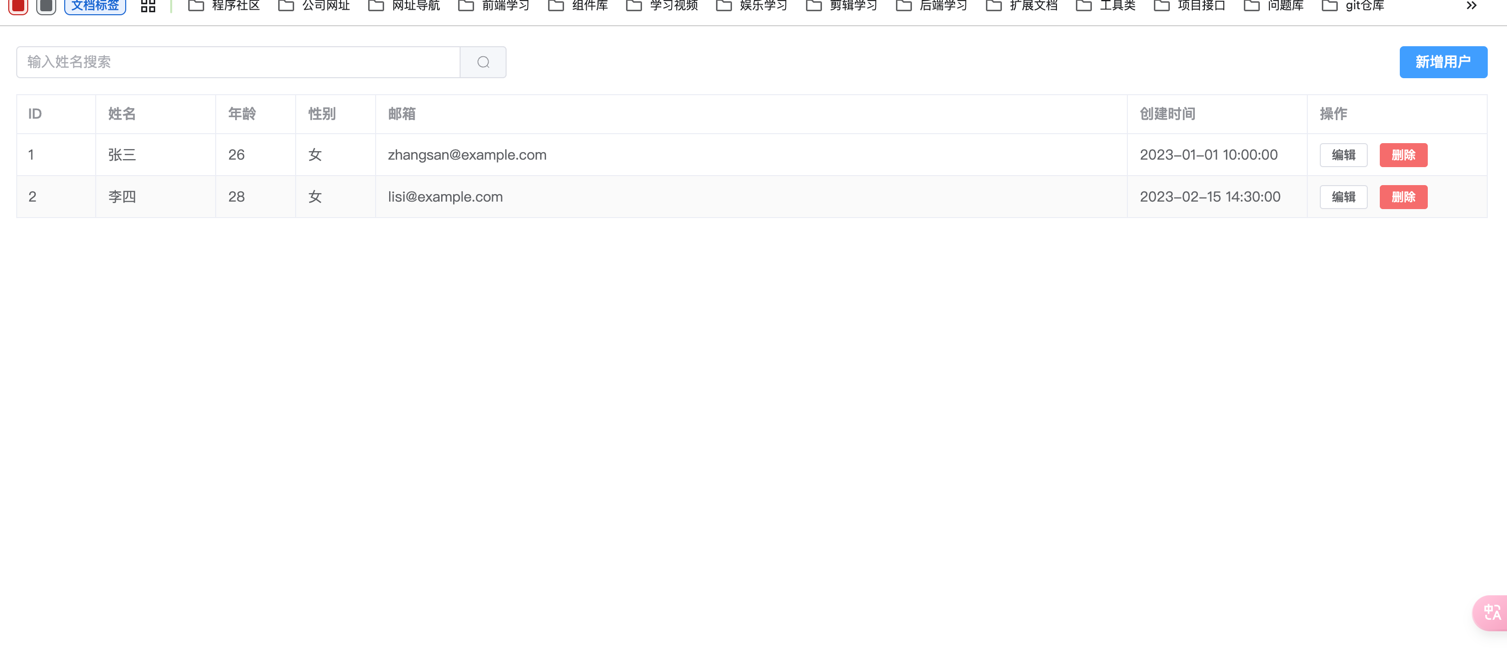 文档标签 程序社区 公司网址 网址导航 前端学习 组件库 学习视频 娱乐学习 剪辑学习 后端学习 扩展文档 工具类 项目接口 问题库 git仓库 »
输入姓名搜索 新增用户
ID 姓名 年龄 性别 邮箱 创建时间 操作
1 张三 26 女 zhangsan@example.com 2023-01-01 10:00:00 编辑 删除
2 李四 28 女 lisi@example.com 2023-02-15 14:30:00 编辑 删除
中 A